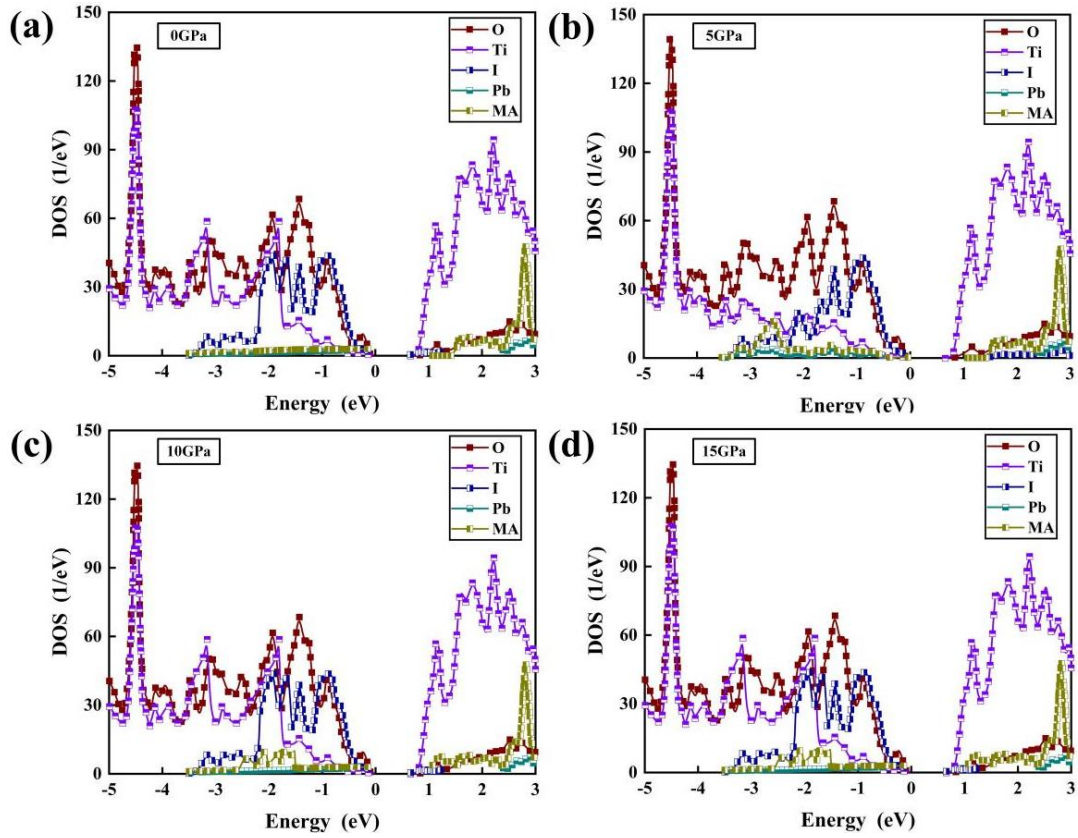 (a)
0GPa
O
Ti
I
Pb
MA
DOS (1/eV)
150
120
90
60
30
0
-5 -4 -3 -2 -1 0 1 2 3
Energy (eV)
(b)
5GPa
O
Ti
I
Pb
MA
DOS (1/eV)
150
120
90
60
30
0
-5 -4 -3 -2 -1 0 1 2 3
Energy (eV)
(c)
10GPa
O
Ti
I
Pb
MA
DOS (1/eV)
150
120
90
60
30
0
-5 -4 -3 -2 -1 0 1 2 3
Energy (eV)
(d)
15GPa
O
Ti
I
Pb
MA
DOS (1/eV)
150
120
90
60
30
0
-5 -4 -3 -2 -1 0 1 2 3
Energy (eV)